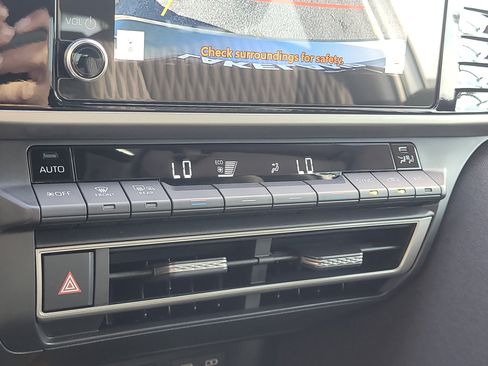 VOL
Check surroundings for safety.
AUTO
LO
ECO
LO
OFF
FRONT
REAR